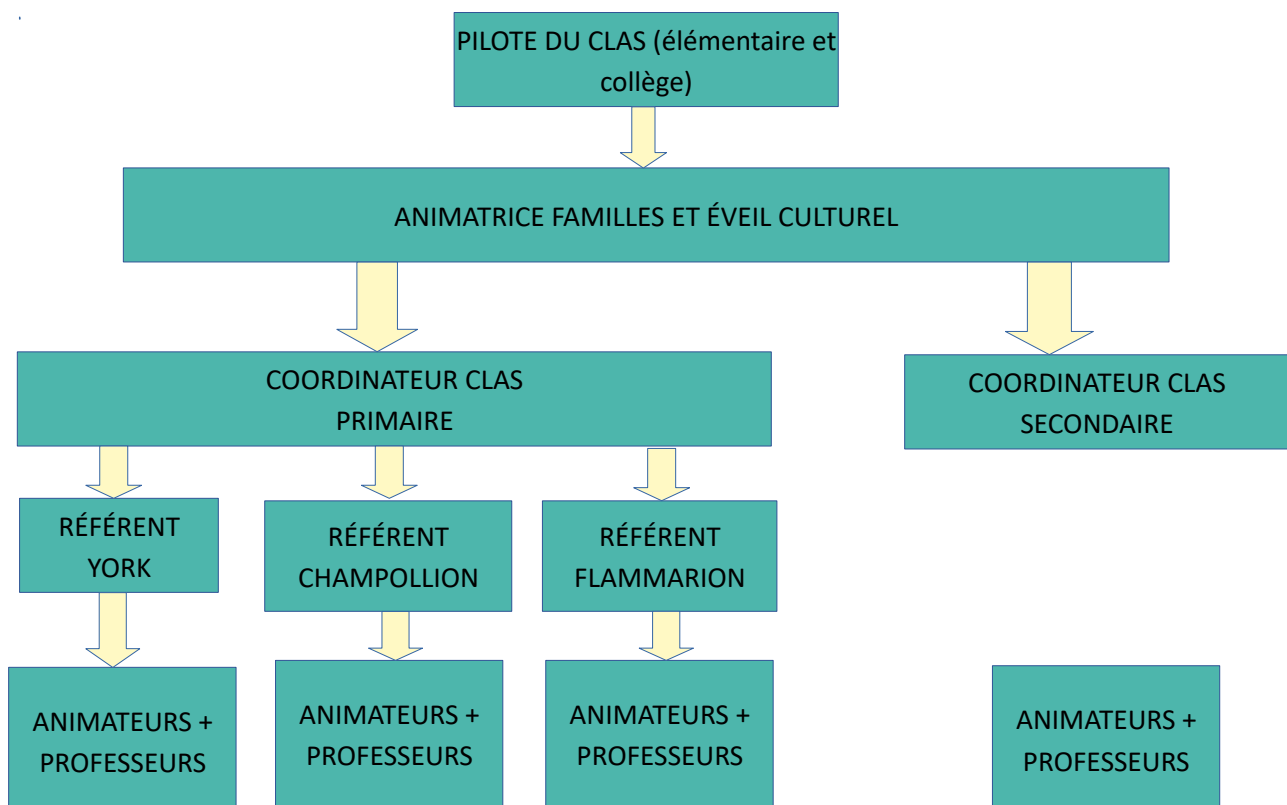 PILOTE DU CLAS (élémentaire et
collège)
ANIMATRICE FAMILLES ET ÉVEIL CULTUREL
COORDINATEUR CLAS
PRIMAIRE
COORDINATEUR CLAS
SECONDAIRE
RÉFÉRENT
YORK
RÉFÉRENT
CHAMPOLLION
RÉFÉRENT
FLAMMARION
ANIMATEURS +
PROFESSEURS
ANIMATEURS +
PROFESSEURS
ANIMATEURS +
PROFESSEURS
ANIMATEURS +
PROFESSEURS